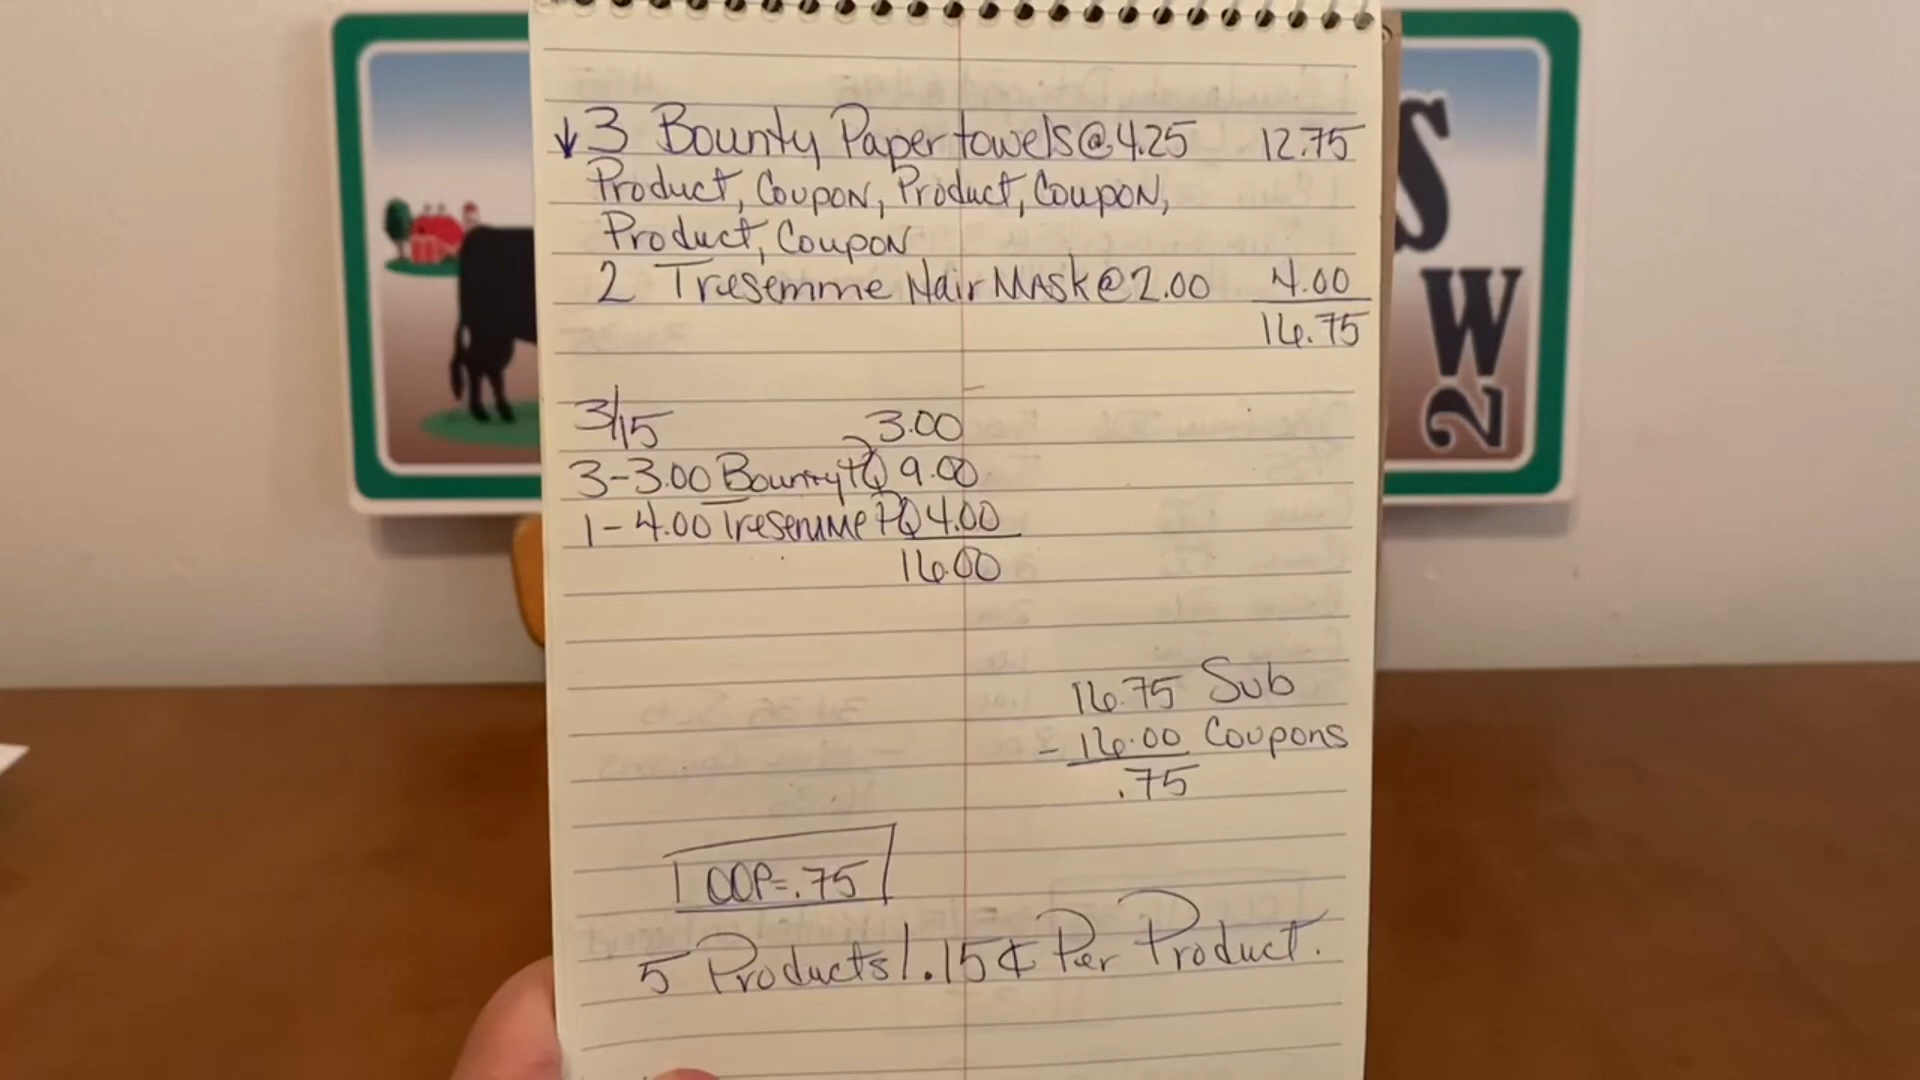 ↓3 Bounty Paper towels@4.25 12.75
Product, Coupon, Product, Coupon,
Product, Coupon
2 Tresemme Hair Mask@2.00 4.00
16.75
3/15 3.00
3-3.00 Bounty 9.00
1-4.00 Tresemme 4.00
16.00
16.75 Sub
- 16.00 Coupons
.75
OOP=.75
5 Products/.15¢ Per Product.
S
W
2